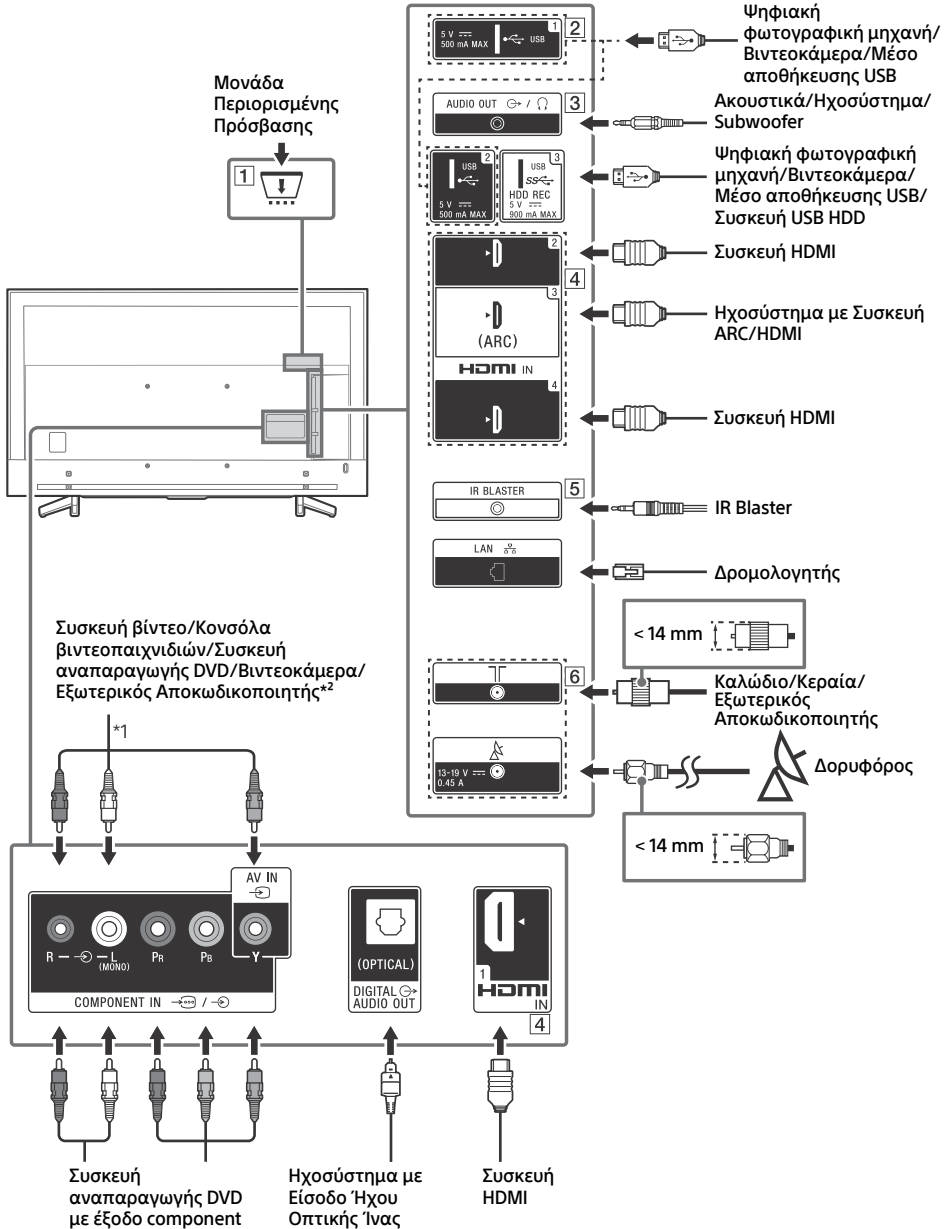 5 V
500 mA MAX
USB
1
2
Ψηφιακή
φωτογραφική μηχανή/
Βιντεοκάμερα/Μέσο
αποθήκευσης USB
Μονάδα
Περιορισμένης
Πρόσβασης
1
AUDIO OUT /
3
Ακουστικά/Ηχοσύστημα/
Subwoofer
2
USB
5 V
500 mA MAX
3
USB
SS
HDD REC
5 V
900 mA MAX
Ψηφιακή φωτογραφική
μηχανή/Βιντεοκάμερα/
Μέσο αποθήκευσης USB/
Συσκευή USB HDD
2
Συσκευή HDMI
4
3
(ARC)
Ηχοσύστημα με Συσκευή
ARC/HDMI
HDMI IN
4
Συσκευή HDMI
IR BLASTER
5
IR Blaster
LAN
Δρομολογητής
< 14 mm
6
Καλώδιο/Κεραία/
Εξωτερικός
Αποκωδικοποιητής
13-19 V
0.45 A
Δορυφόρος
< 14 mm
Συσκευή βίντεο/Κονσόλα
βιντεοπαιχνιδιών/Συσκευή
αναπαραγωγής DVD/Βιντεοκάμερα/
Εξωτερικός Αποκωδικοποιητής*2
*1
AV IN
R — — L
(MONO)
PR
PB
Y
COMPONENT IN /
(OPTICAL)
DIGITAL
AUDIO OUT
1
HDMI
IN
4
Συσκευή
αναπαραγωγής DVD
με έξοδο component
Ηχοσύστημα με
Είσοδο Ήχου
Οπτικής Ίνας
Συσκευή
HDMI